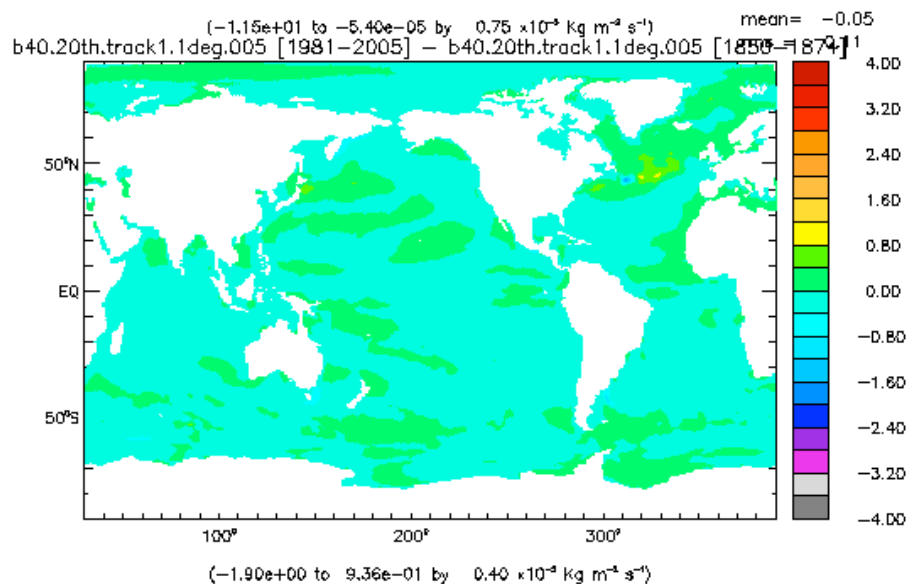 (-1.15e+01 to -5.40e-05 by 0.75 ×10⁻⁵ Kg m⁻² s⁻¹)
mean= -0.05
b40.20th.track1.1deg.005 [1981-2005] - b40.20th.track1.1deg.005 [1850-1874]
4.00
3.20
2.40
1.60
0.80
0.00
-0.80
-1.60
-2.40
-3.20
-4.00
50°N
EQ
50°S
100°
200°
300°
(-1.90e+00 to 9.36e-01 by 0.40 ×10⁻⁵ Kg m⁻² s⁻¹)